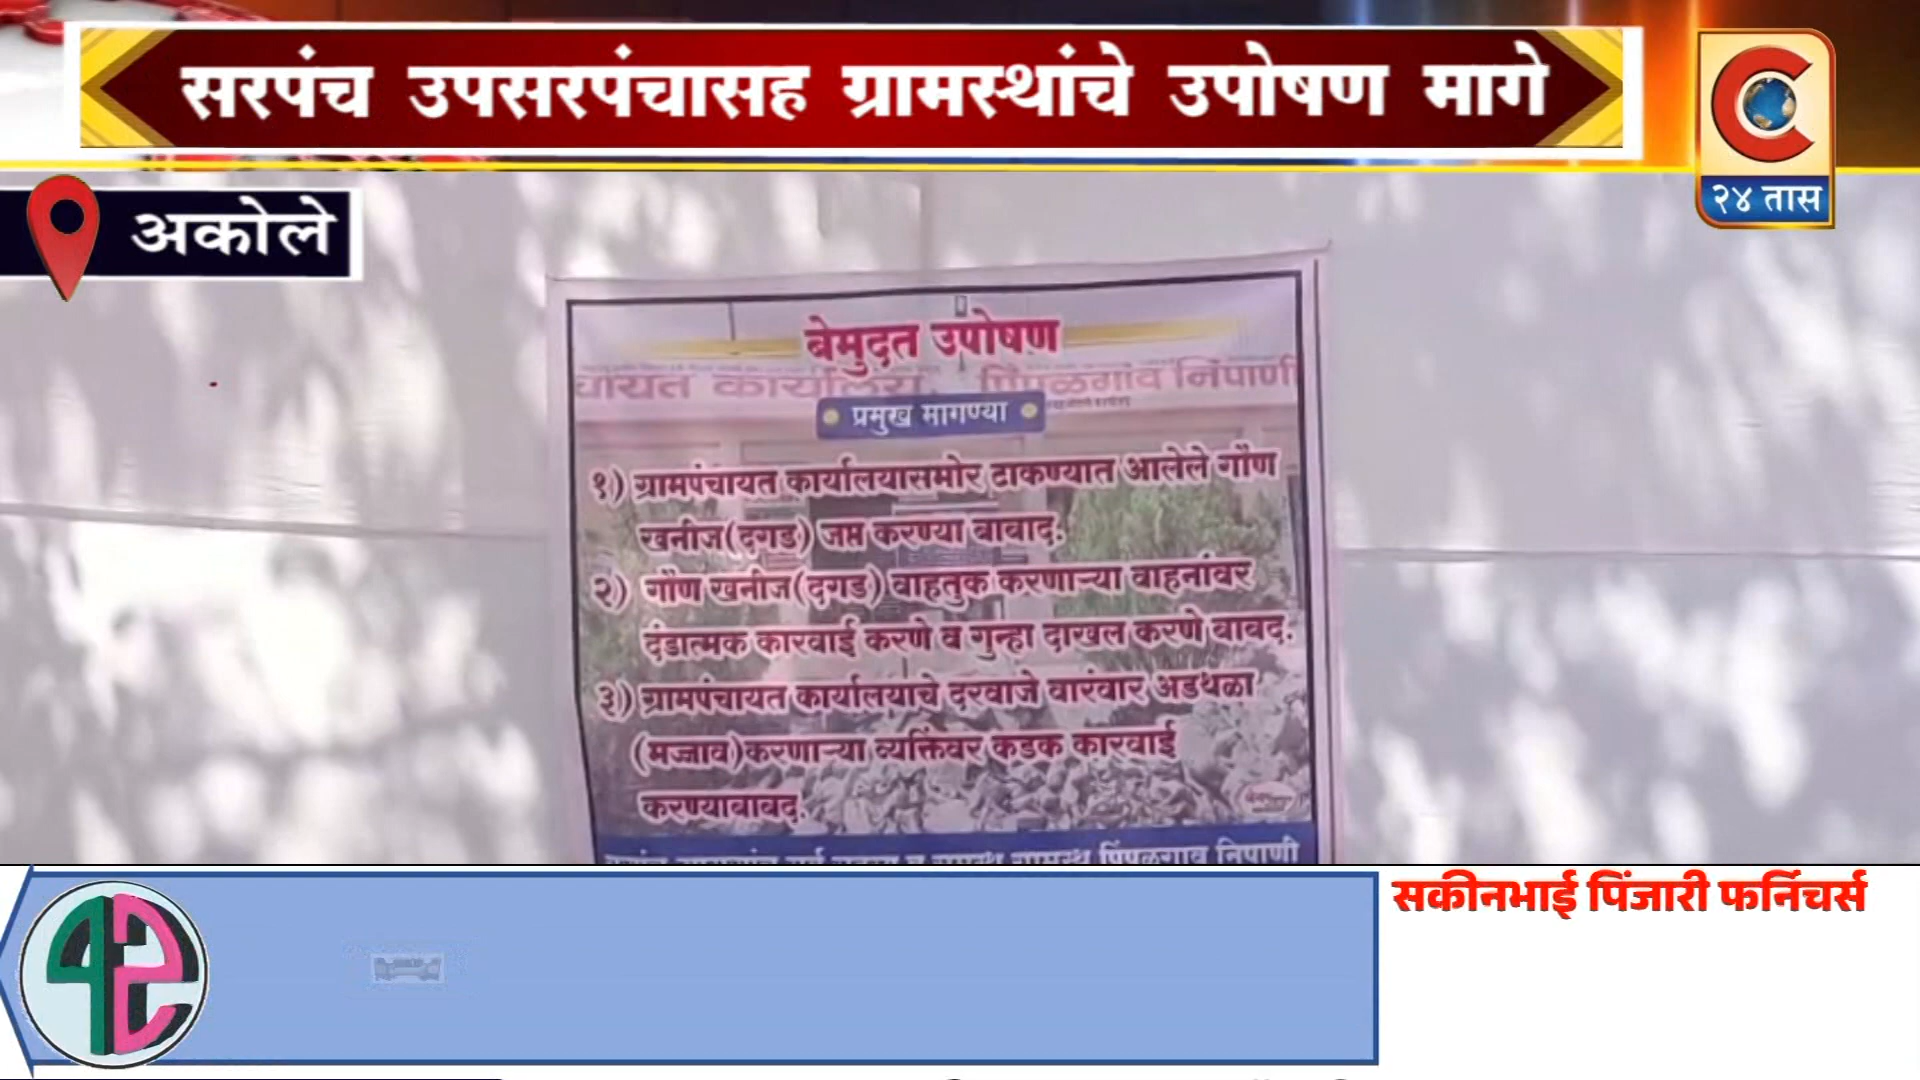 सरपंच उपसरपंचासह ग्रामस्थांचे उपोषण मागे
२४ तास
अकोले
बेमुदत उपोषण
चायत कार्यालय, पिंपळगाव निपाणी
प्रमुख मागण्या
१) ग्रामपंचायत कार्यालयासमोर टाकण्यात आलेले गौण
खनीज(दगड) जप्त करण्या बाबाद.
२) गौण खनीज(दगड) वाहतुक करणाऱ्या वाहनांवर
दंडात्मक कारवाई करणे व गुन्हा दाखल करणे बाबद.
३) ग्रामपंचायत कार्यालयाचे दरवाजे वारंवार अडथळा
(मज्जाव)करणाऱ्या व्यक्तिंवर कडक कारवाई
करण्याबाबद.
पिंपळगाव निपाणी
सकीनभाई पिंजारी फर्निचर्स